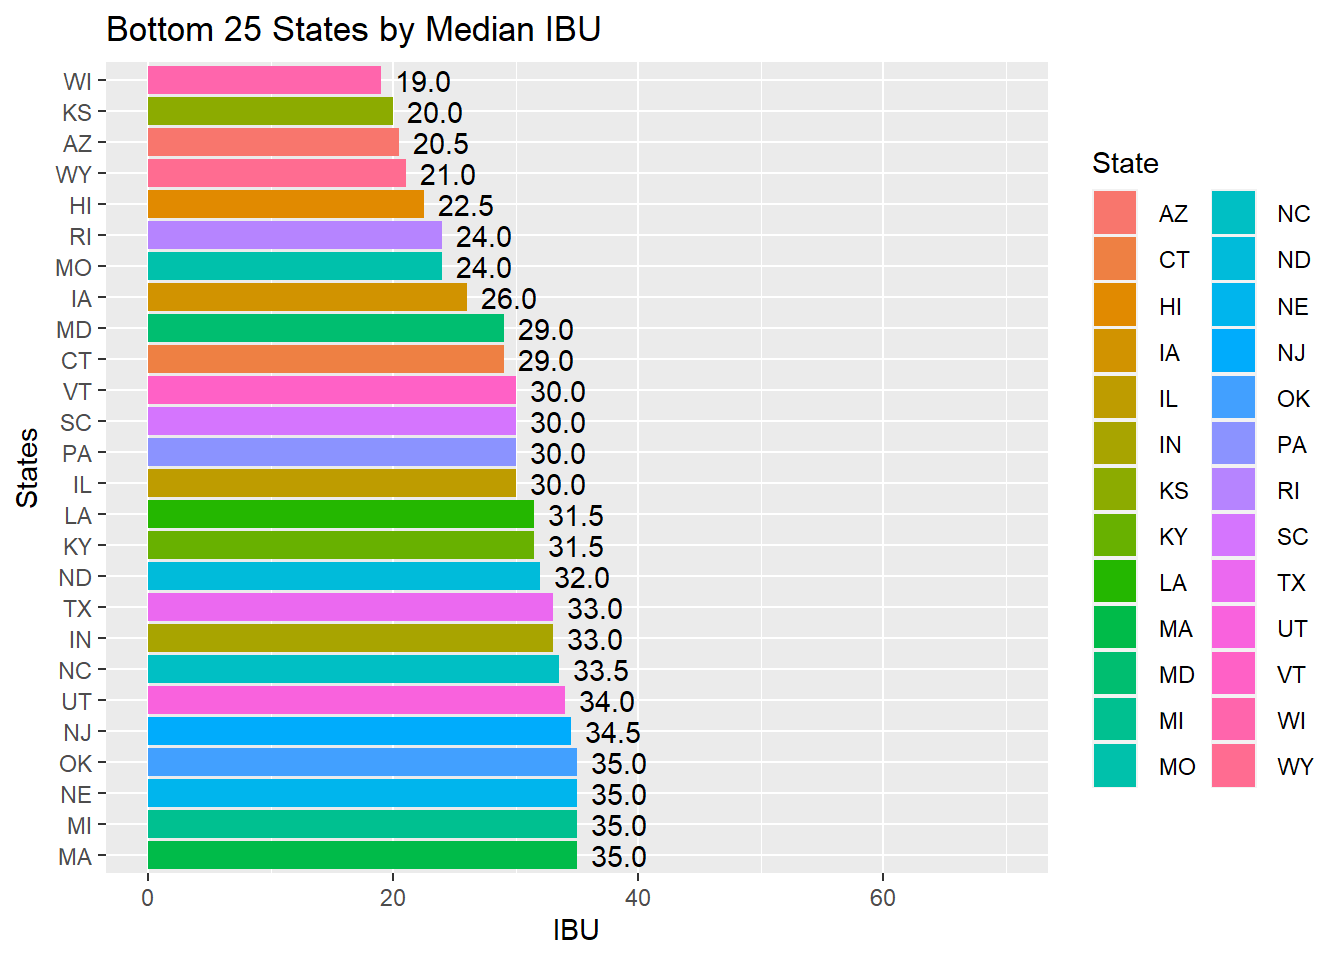 Bottom 25 States by Median IBU
States
WI 19.0
KS 20.0
AZ 20.5
WY 21.0
HI 22.5
RI 24.0
MO 24.0
IA 26.0
MD 29.0
CT 29.0
VT 30.0
SC 30.0
PA 30.0
IL 30.0
LA 31.5
KY 31.5
ND 32.0
TX 33.0
IN 33.0
NC 33.5
UT 34.0
NJ 34.5
OK 35.0
NE 35.0
MI 35.0
MA 35.0
0 20 40 60
IBU
State
AZ NC
CT ND
HI NE
IA NJ
IL OK
IN PA
KS RI
KY SC
LA TX
MA UT
MD VT
MI WI
MO WY